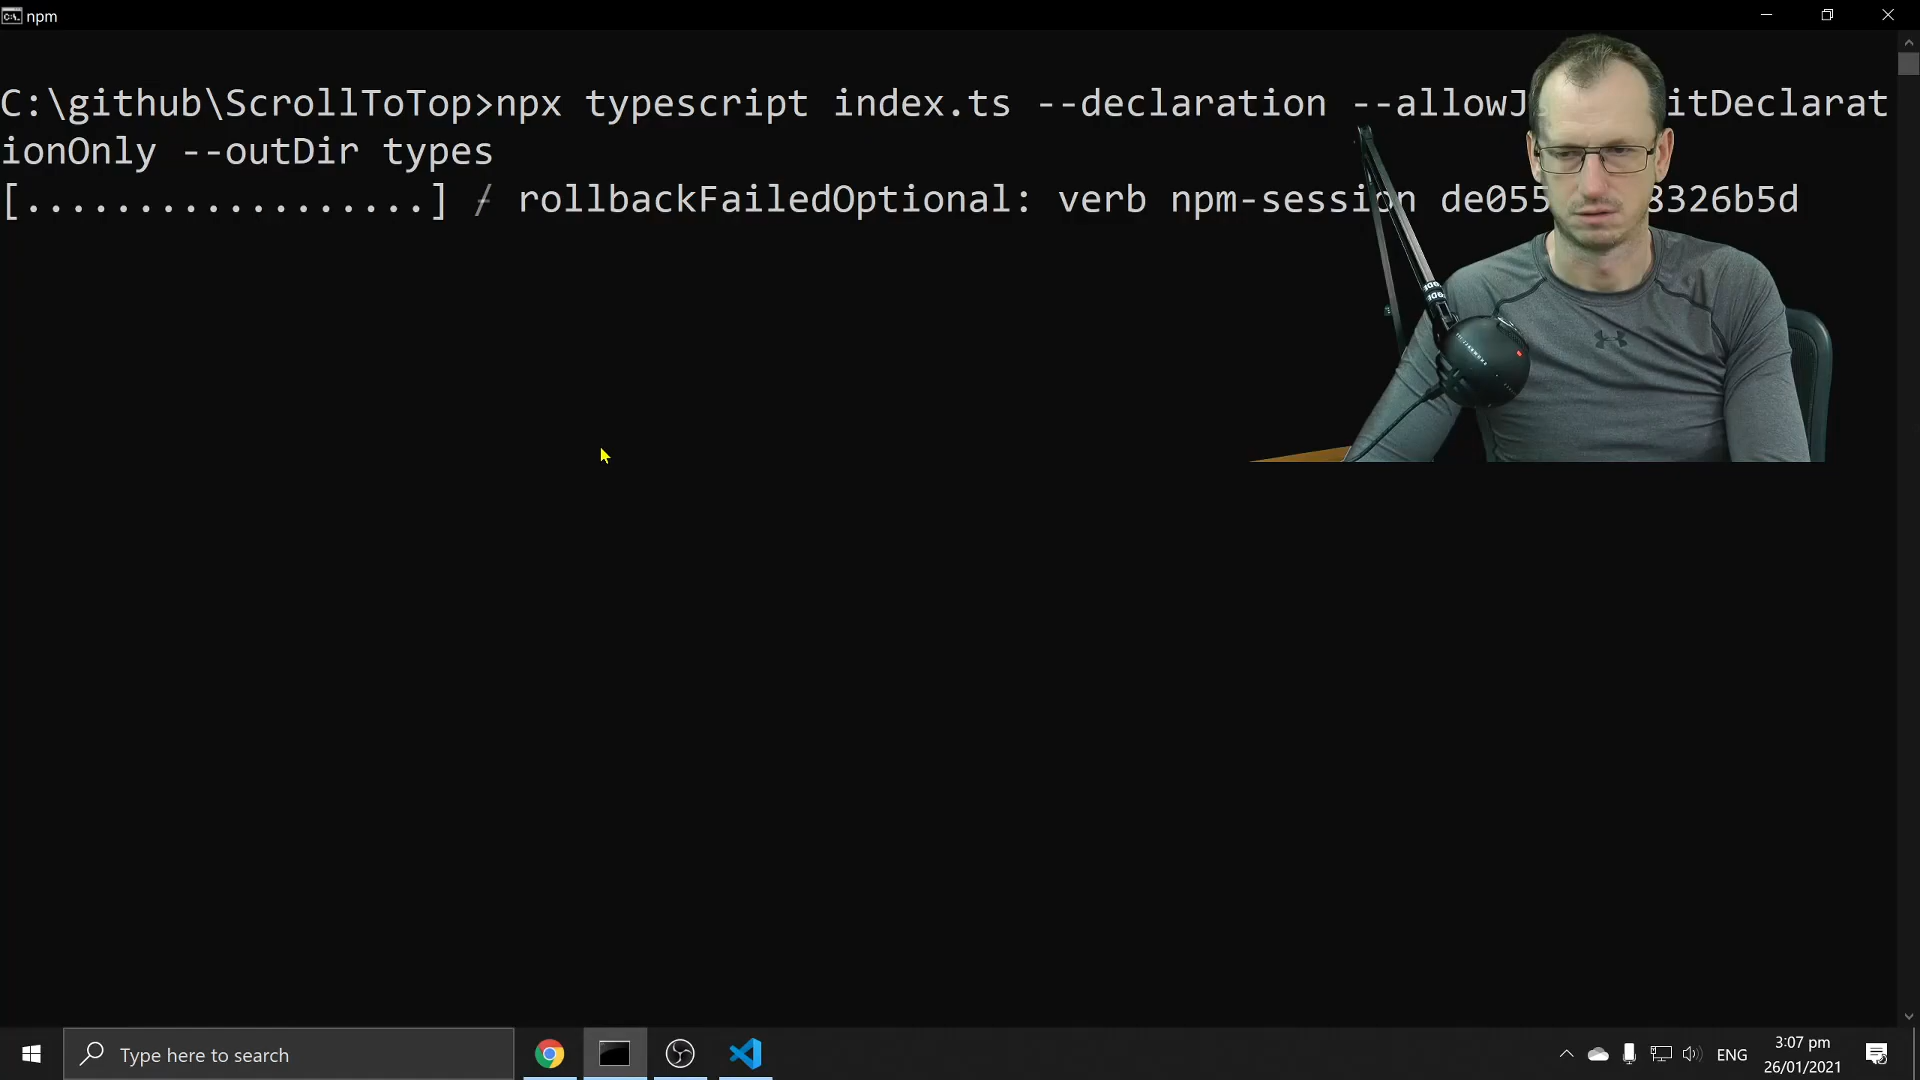 npm
C:\github\ScrollToTop>npx typescript index.ts --declaration --allowJ itDeclarat
ionOnly --outDir types
[..................] / rollbackFailedOptional: verb npm-session de055 8326b5d
Type here to search
ENG
3:07 pm
26/01/2021